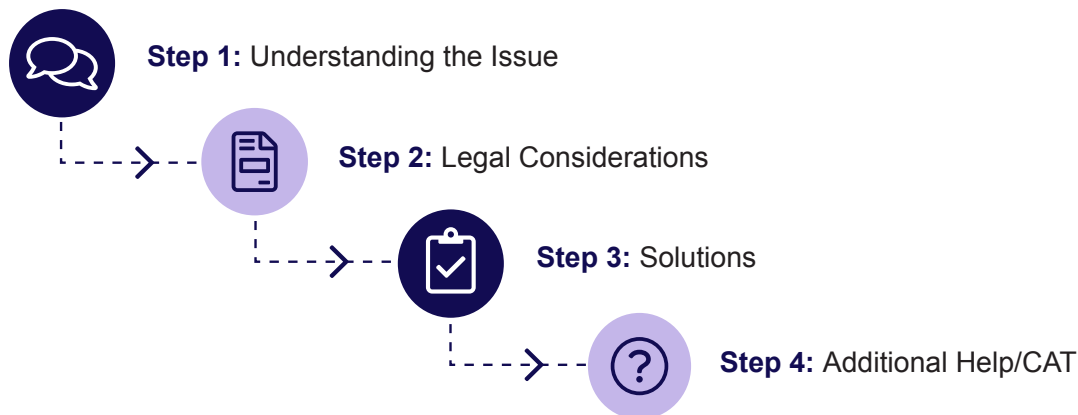 Step 1: Understanding the Issue
Step 2: Legal Considerations
Step 3: Solutions
Step 4: Additional Help/CAT